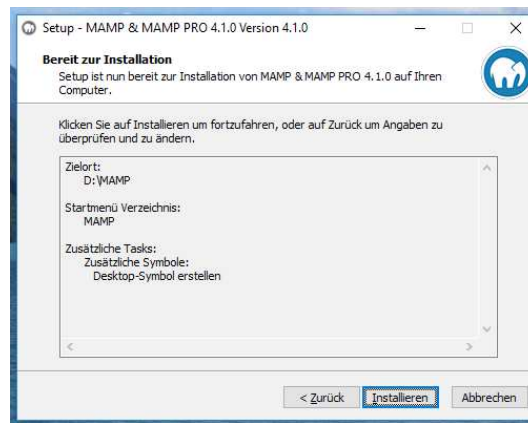 Setup - MAMP & MAMP PRO 4.1.0 Version 4.1.0
Bereit zur Installation
Setup ist nun bereit zur Installation von MAMP & MAMP PRO 4.1.0 auf Ihren
Computer.
Klicken Sie auf Installieren um fortzufahren, oder auf Zurück um Angaben zu
überprüfen und zu ändern.
Zielort:
D:\MAMP
Startmenü Verzeichnis:
MAMP
Zusätzliche Tasks:
Zusätzliche Symbole:
Desktop-Symbol erstellen
< Zurück Installieren Abbrechen